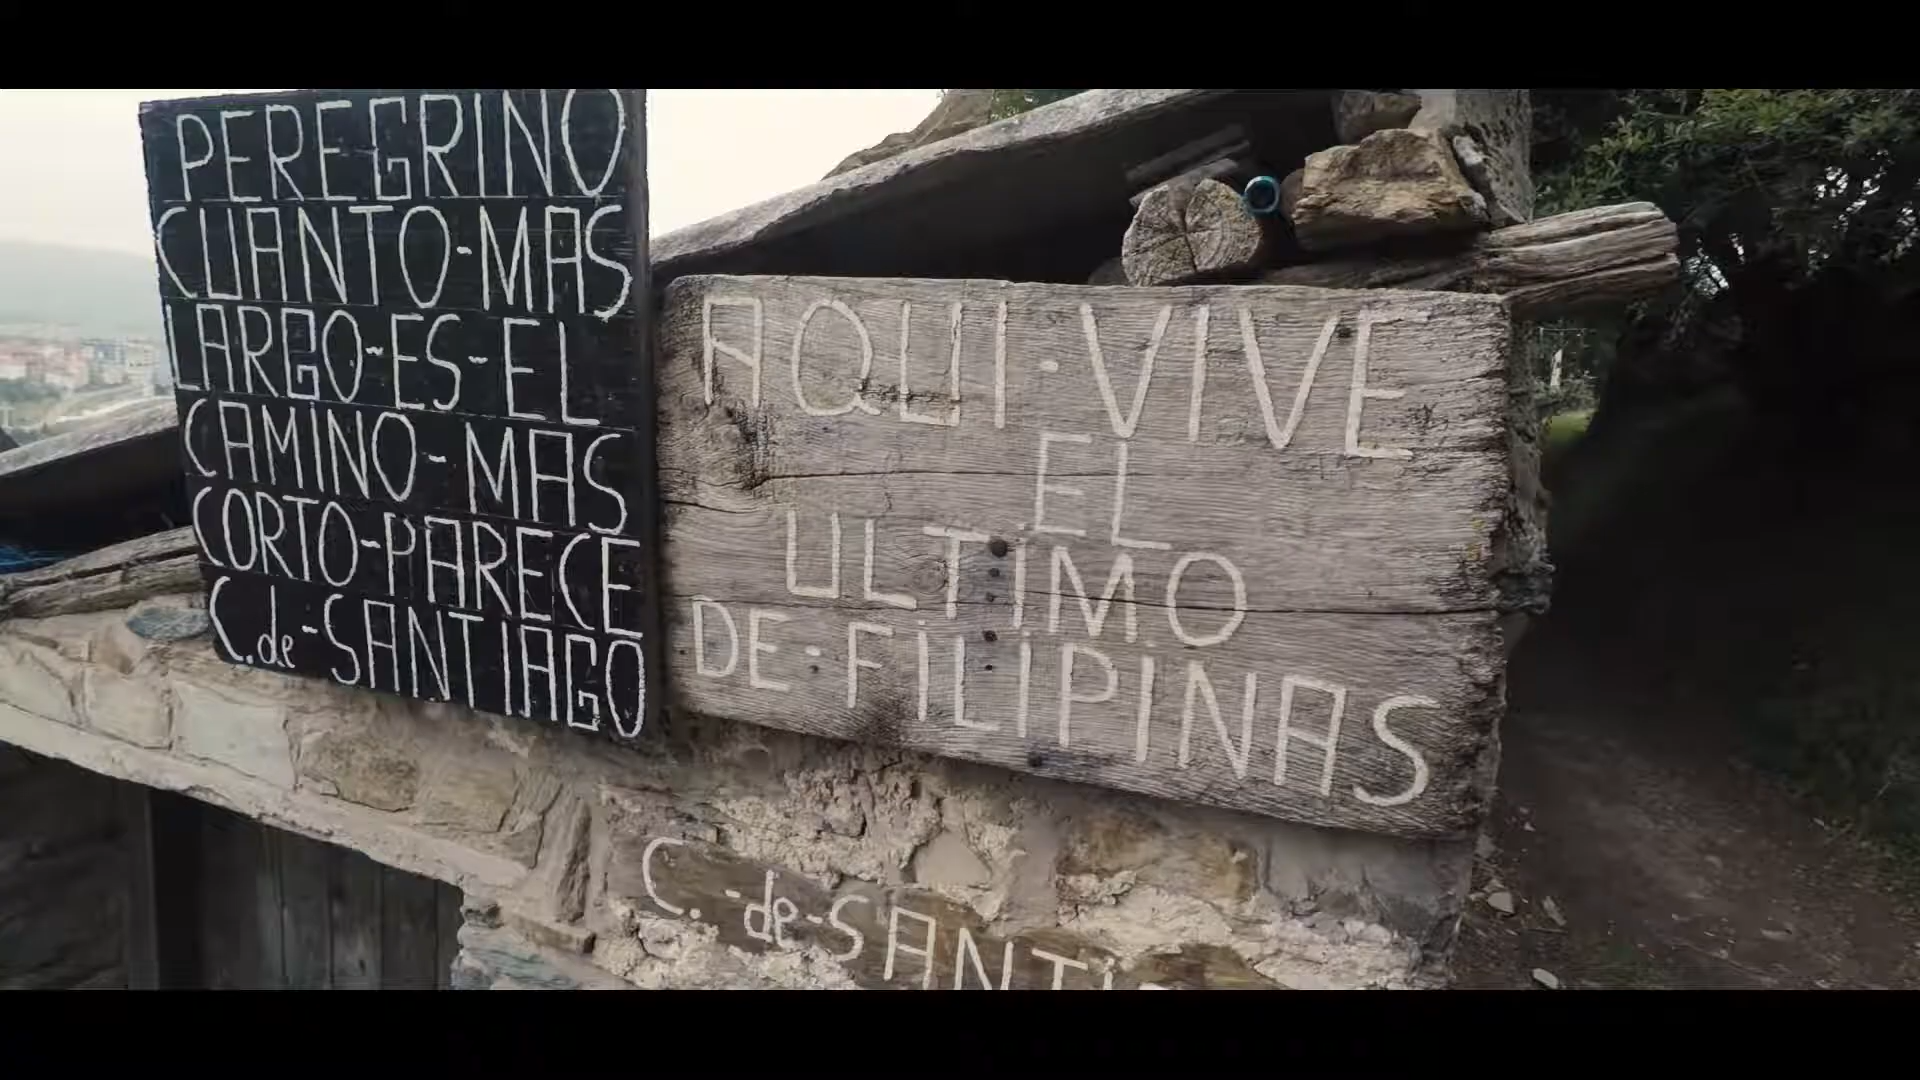 PEREGRINO
CUANTO-MAS
LARGO-ES-EL
CAMINO-MAS
CORTO-PARECE
C.de-SANTIAGO
AQUI·VIVE
EL
ULTIMO
DE·FILIPINAS
C.-de-SANTI